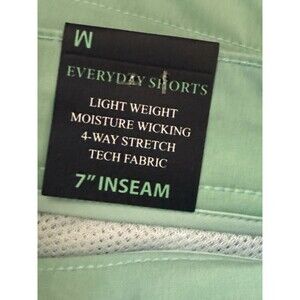 M
EVERYDAY SHORTS
LIGHT WEIGHT
MOISTURE WICKING
4-WAY STRETCH
TECH FABRIC
7” INSEAM